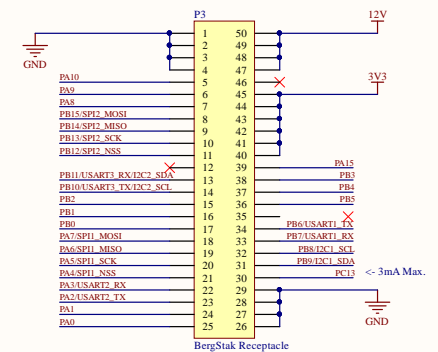 P3
12V
1 50
2 49
3 48
GND
4 47
3V3
PA10 5 46
PA9 6 45
PA8 7 44
PB15/SPI2_MOSI 8 43
PB14/SPI2_MISO 9 42
PB13/SPI2_SCK 10 41
PB12/SPI2_NSS 11 40
12 39 PA15
PB11/USART3_RX/I2C2_SDA 13 38 PB3
PB10/USART3_TX/I2C2_SCL 14 37 PB4
PB2 15 36 PB5
PB1 16 35
PB0 17 34 PB6/USART1_TX
PA7/SPI1_MOSI 18 33 PB7/USART1_RX
PA6/SPI1_MISO 19 32 PB8/I2C1_SCL
PA5/SPI1_SCK 20 31 PB9/I2C1_SDA
PA4/SPI1_NSS 21 30 PC13 <- 3mA Max.
PA3/USART2_RX 22 29
PA2/USART2_TX 23 28
PA1 24 27
GND
PA0 25 26
BergStak Receptacle